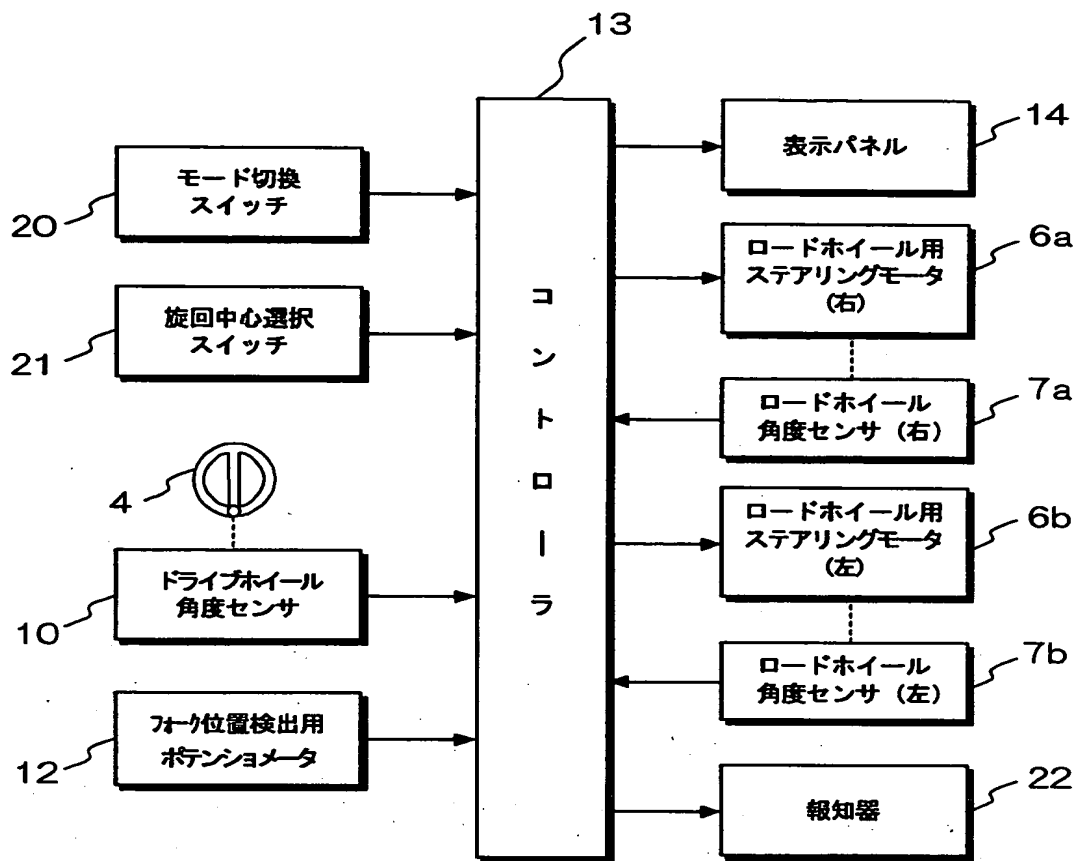 13
モード切換
スイッチ
20
旋回中心選択
スイッチ
21
4
ドライブホイール
角度センサ
10
フォーク位置検出用
ポテンショメータ
12
コントローラ
表示パネル
14
ロードホイール用
ステアリングモータ
(右)
6a
ロードホイール
角度センサ (右)
7a
ロードホイール用
ステアリングモータ
(左)
6b
ロードホイール
角度センサ (左)
7b
報知器
22